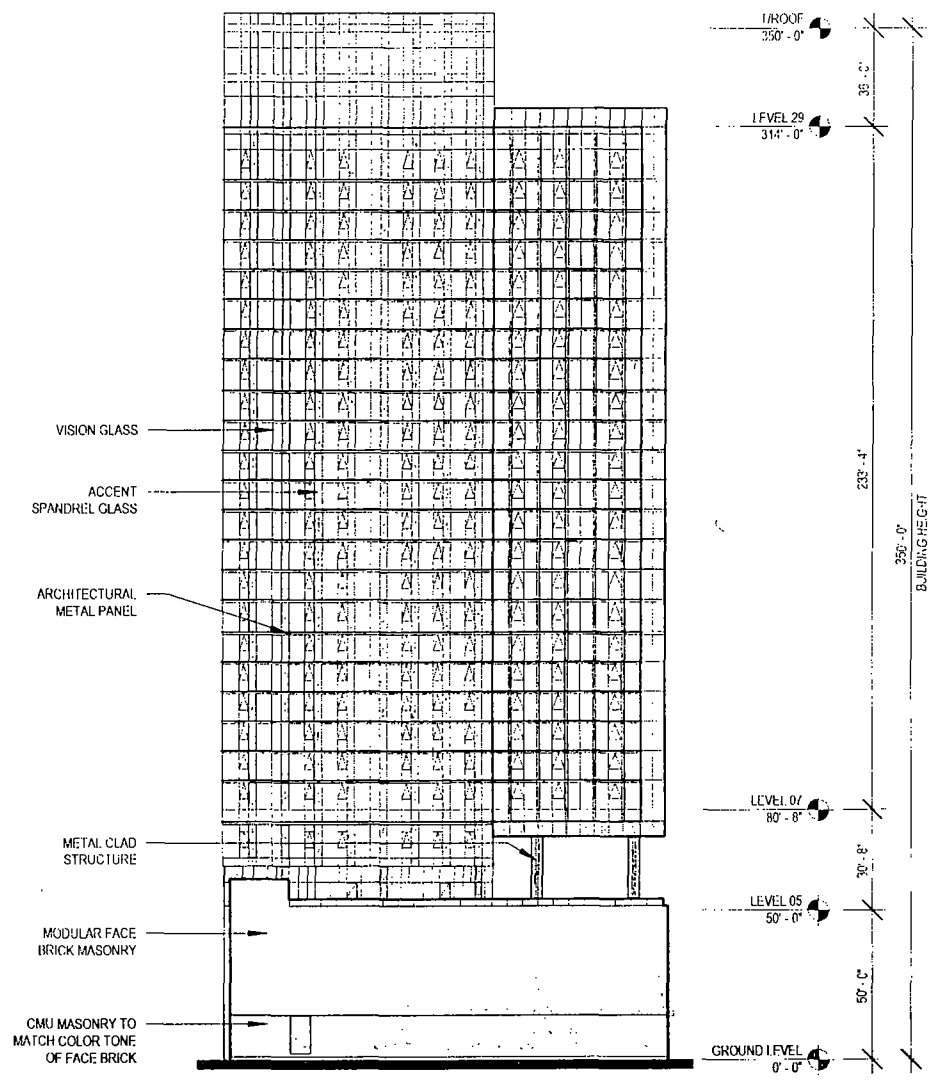 T/ROOF
350' - 0"
36' - 0"
LEVEL 29
314' - 0"
VISION GLASS
ACCENT
SPANDREL GLASS
ARCHITECTURAL
METAL PANEL
233' - 4"
350' - 0"
BUILDING HEIGHT
LEVEL 07
80' - 8"
METAL CLAD
STRUCTURE
30' - 8"
LEVEL 05
50' - 0"
MODULAR FACE
BRICK MASONRY
50' - 0"
CMU MASONRY TO
MATCH COLOR TONE
OF FACE BRICK
GROUND LEVEL
0' - 0"